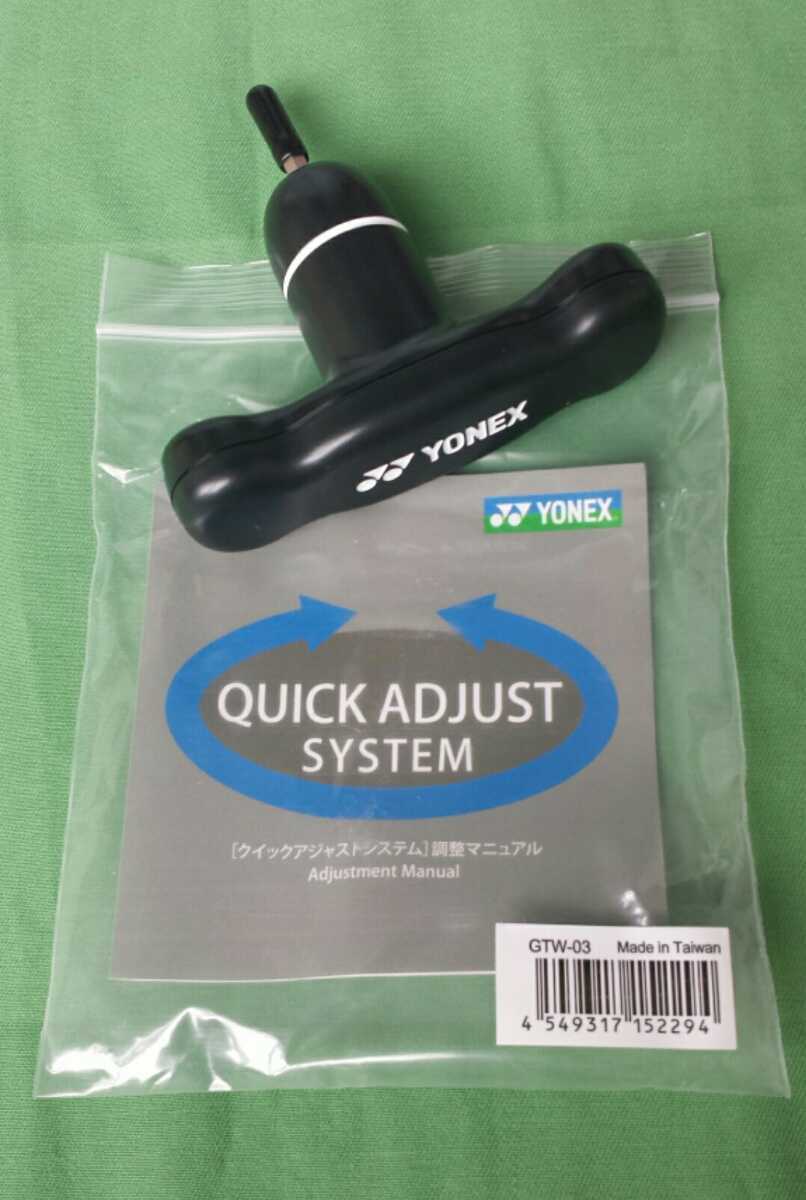 YONEX
YONEX
QUICK ADJUST
SYSTEM
[クイックアジャストシステム]調整マニュアル
Adjustment Manual
GTW-03 Made in Taiwan
4 549317 152294